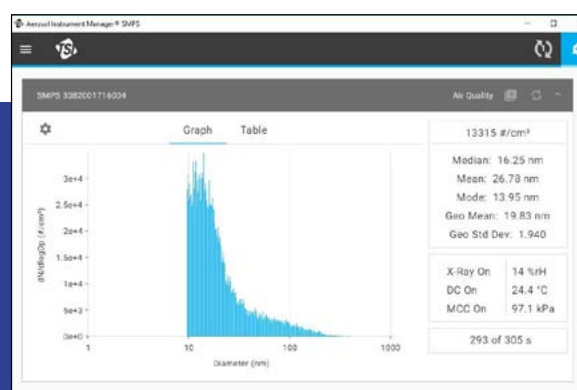 Aerosol Instrument Manager® SMPS
TSI
SMPS 3082001716004
Air Quality
Graph
Table
13315 #/cm³
Median: 16.25 nm
Mean: 26.78 nm
Mode: 13.95 nm
Geo Mean: 19.83 nm
Geo Std Dev: 1.940
dN/dlogDp (#/cm³)
3e+4
2.5e+4
2e+4
1.5e+4
1e+4
5e+3
0e+0
1
10
100
1000
Diameter (nm)
X-Ray On
14 %rH
DC On
24.4 °C
MCC On
97.1 kPa
293 of 305 s